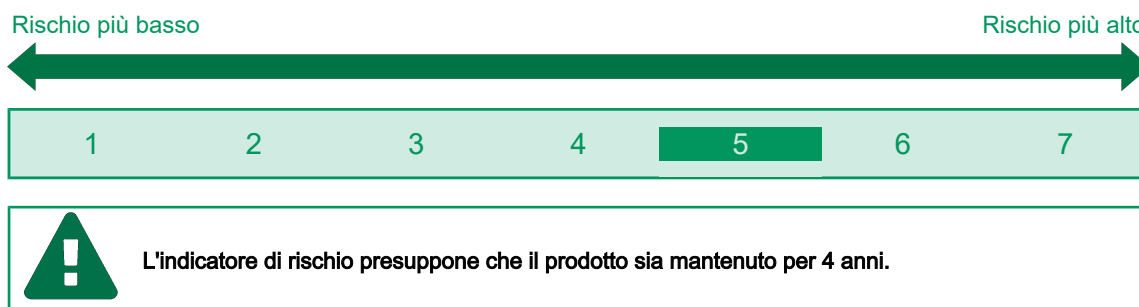 Rischio più basso Rischio più alto
1 2 3 4 5 6 7
L'indicatore di rischio presuppone che il prodotto sia mantenuto per 4 anni.